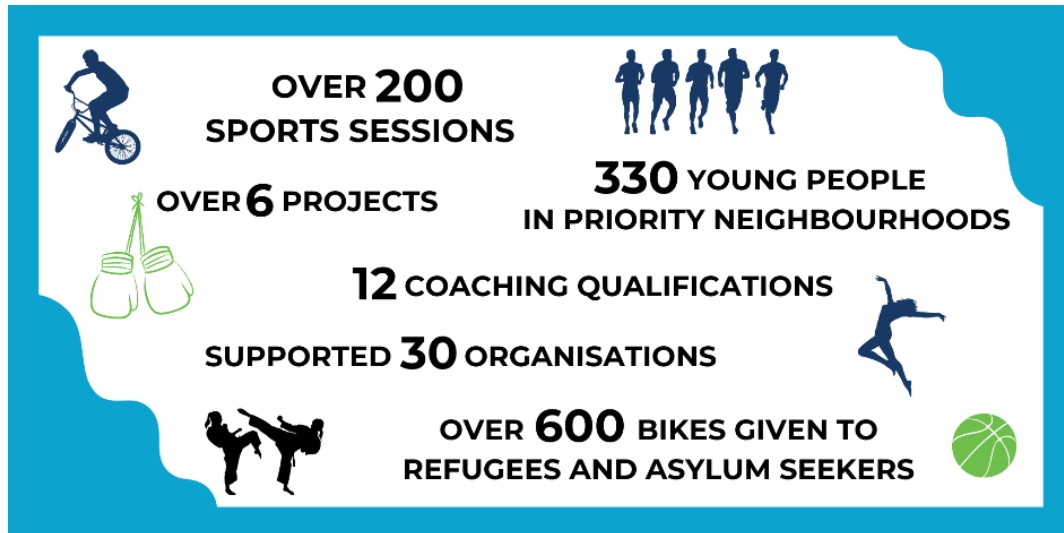 OVER 200
SPORTS SESSIONS
OVER 6 PROJECTS
330 YOUNG PEOPLE
IN PRIORITY NEIGHBOURHOODS
12 COACHING QUALIFICATIONS
SUPPORTED 30 ORGANISATIONS
OVER 600 BIKES GIVEN TO
REFUGEES AND ASYLUM SEEKERS